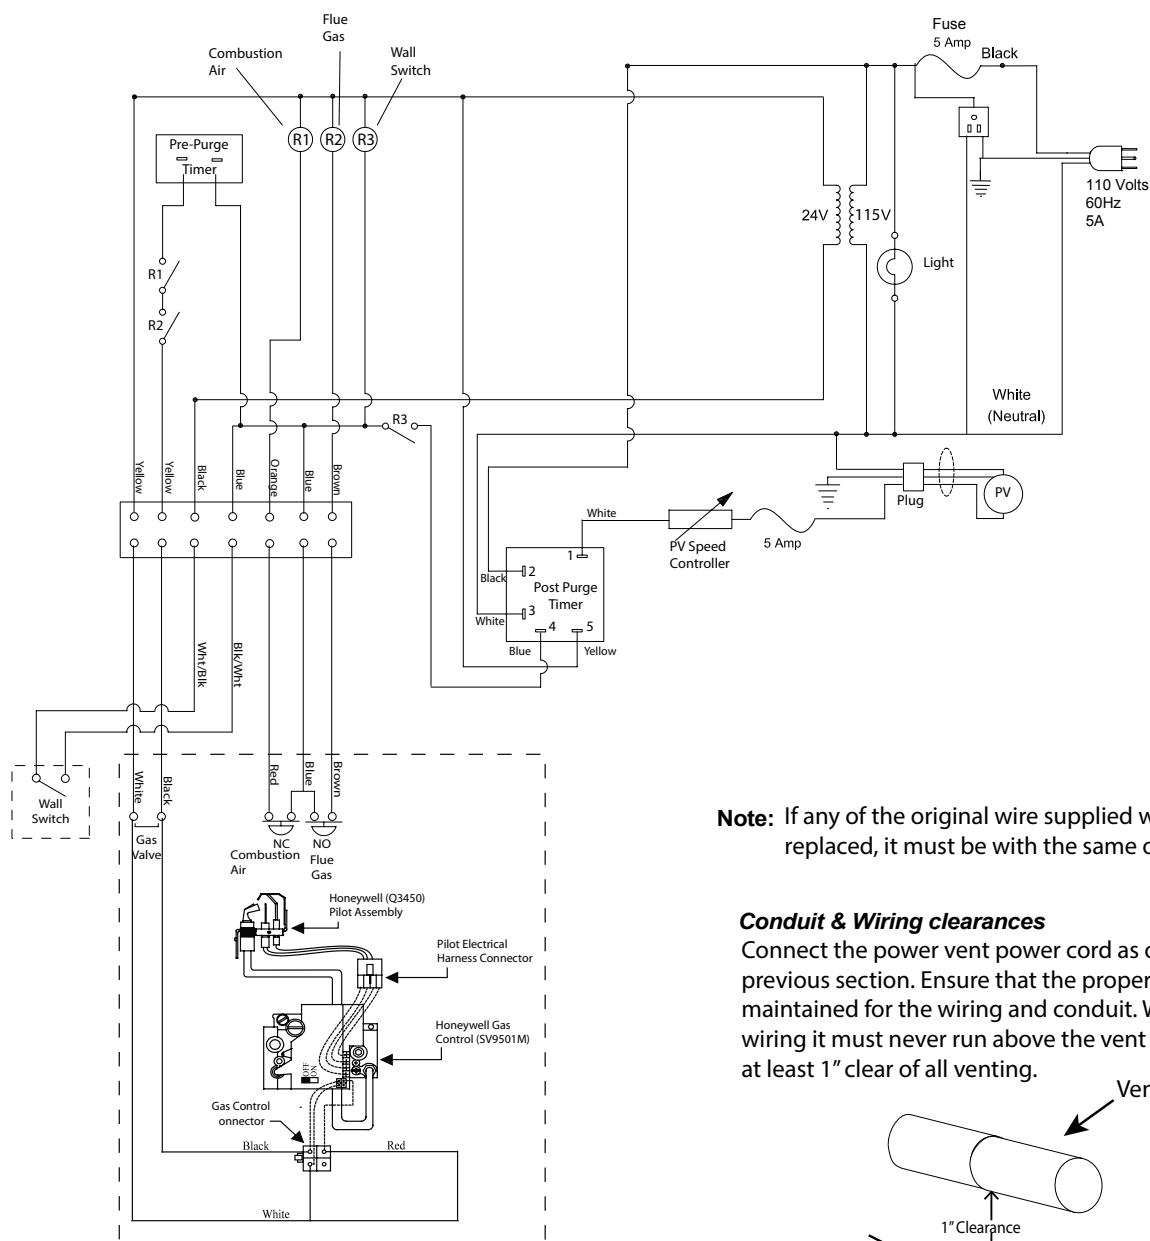 Flue
Gas
Combustion
Air
Wall
Switch
Fuse
5 Amp
Black
R1
R2
R3
Pre-Purge
Timer
110 Volts
60Hz
5A
24V
115V
Light
R1
R2
White
(Neutral)
R3
Yellow
Yellow
Black
Blue
Orange
Blue
Brown
Plug
PV
White
PV Speed
Controller
5 Amp
1
Black
2
Post Purge
Timer
3
White
4
5
Blue
Yellow
Wht/Blk
Blk/Wht
Wall
Switch
White
Black
Red
Blue
Brown
Gas
Valve
NC
Combustion
Air
NO
Flue
Gas
Honeywell (Q3450)
Pilot Assembly
Pilot Electrical
Harness Connector
Honeywell Gas
Control (SV9501M)
OFF
ON
Gas Control
onnector
Black
Red
White
Note: If any of the original wire supplied w
replaced, it must be with the same o
Conduit & Wiring clearances
Connect the power vent power cord as o
previous section. Ensure that the proper
maintained for the wiring and conduit. W
wiring it must never run above the vent
at least 1" clear of all venting.
Ven
1" Clearance